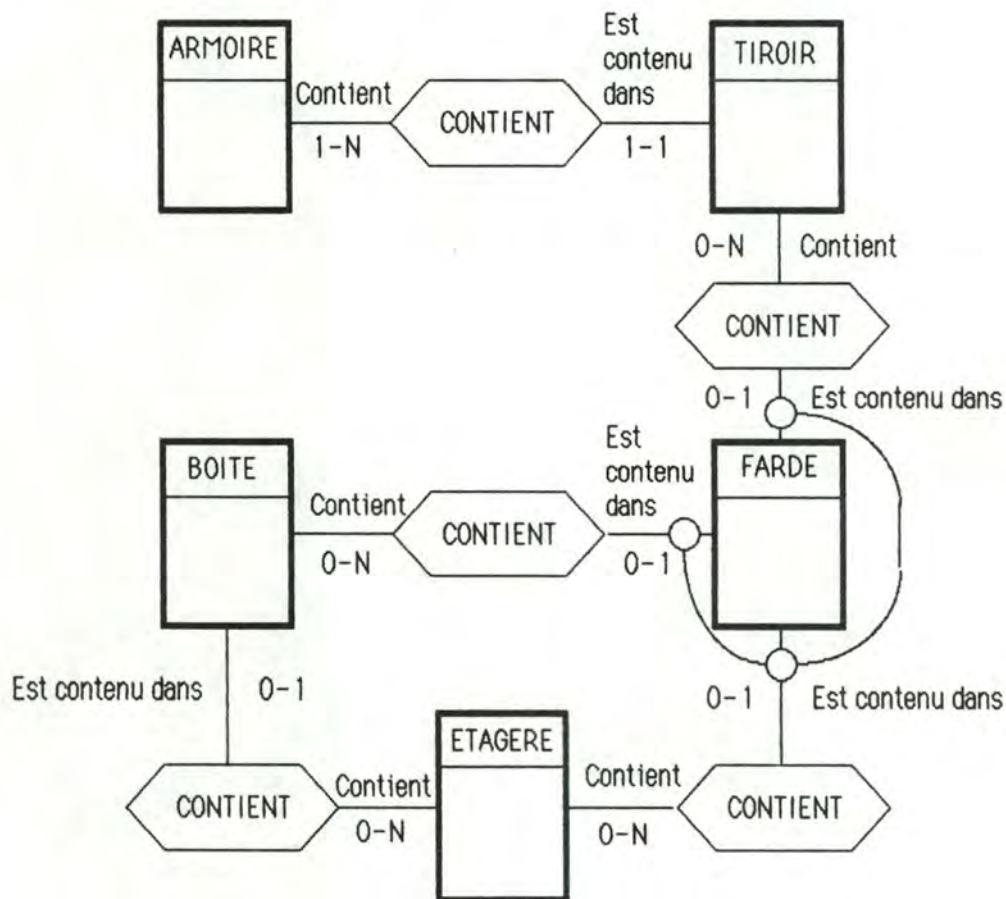 ARMOIRE
Contient
1-N
CONTIENT
Est
contenu
dans
1-1
TIROIR
0-N
Contient
CONTIENT
0-1
Est contenu dans
BOITE
Contient
0-N
CONTIENT
Est
contenu
dans
0-1
FARDE
Est contenu dans
0-1
0-1
Est contenu dans
CONTIENT
Contient
0-N
ETAGERE
Contient
0-N
CONTIENT